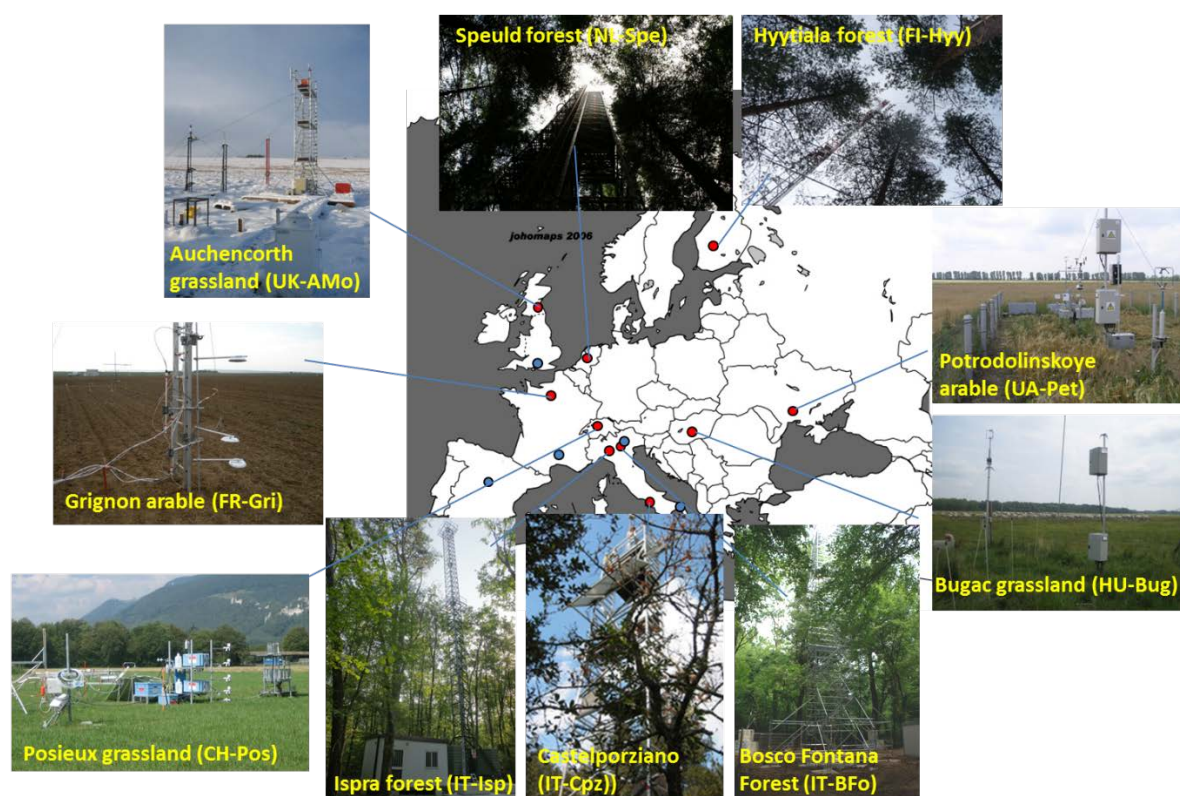 Speuld forest (NL-Spe)
Hyytiala forest (FI-Hyy)
johomaps 2006
Auchencorth
grassland (UK-AMo)
Potrodolinskoye
arable (UA-Pet)
Grignon arable (FR-Gri)
Bugac grassland (HU-Bug)
Posieux grassland (CH-Pos)
Ispra forest (IT-Isp)
Castelporziano
(IT-Cpz))
Bosco Fontana
Forest (IT-BFo)